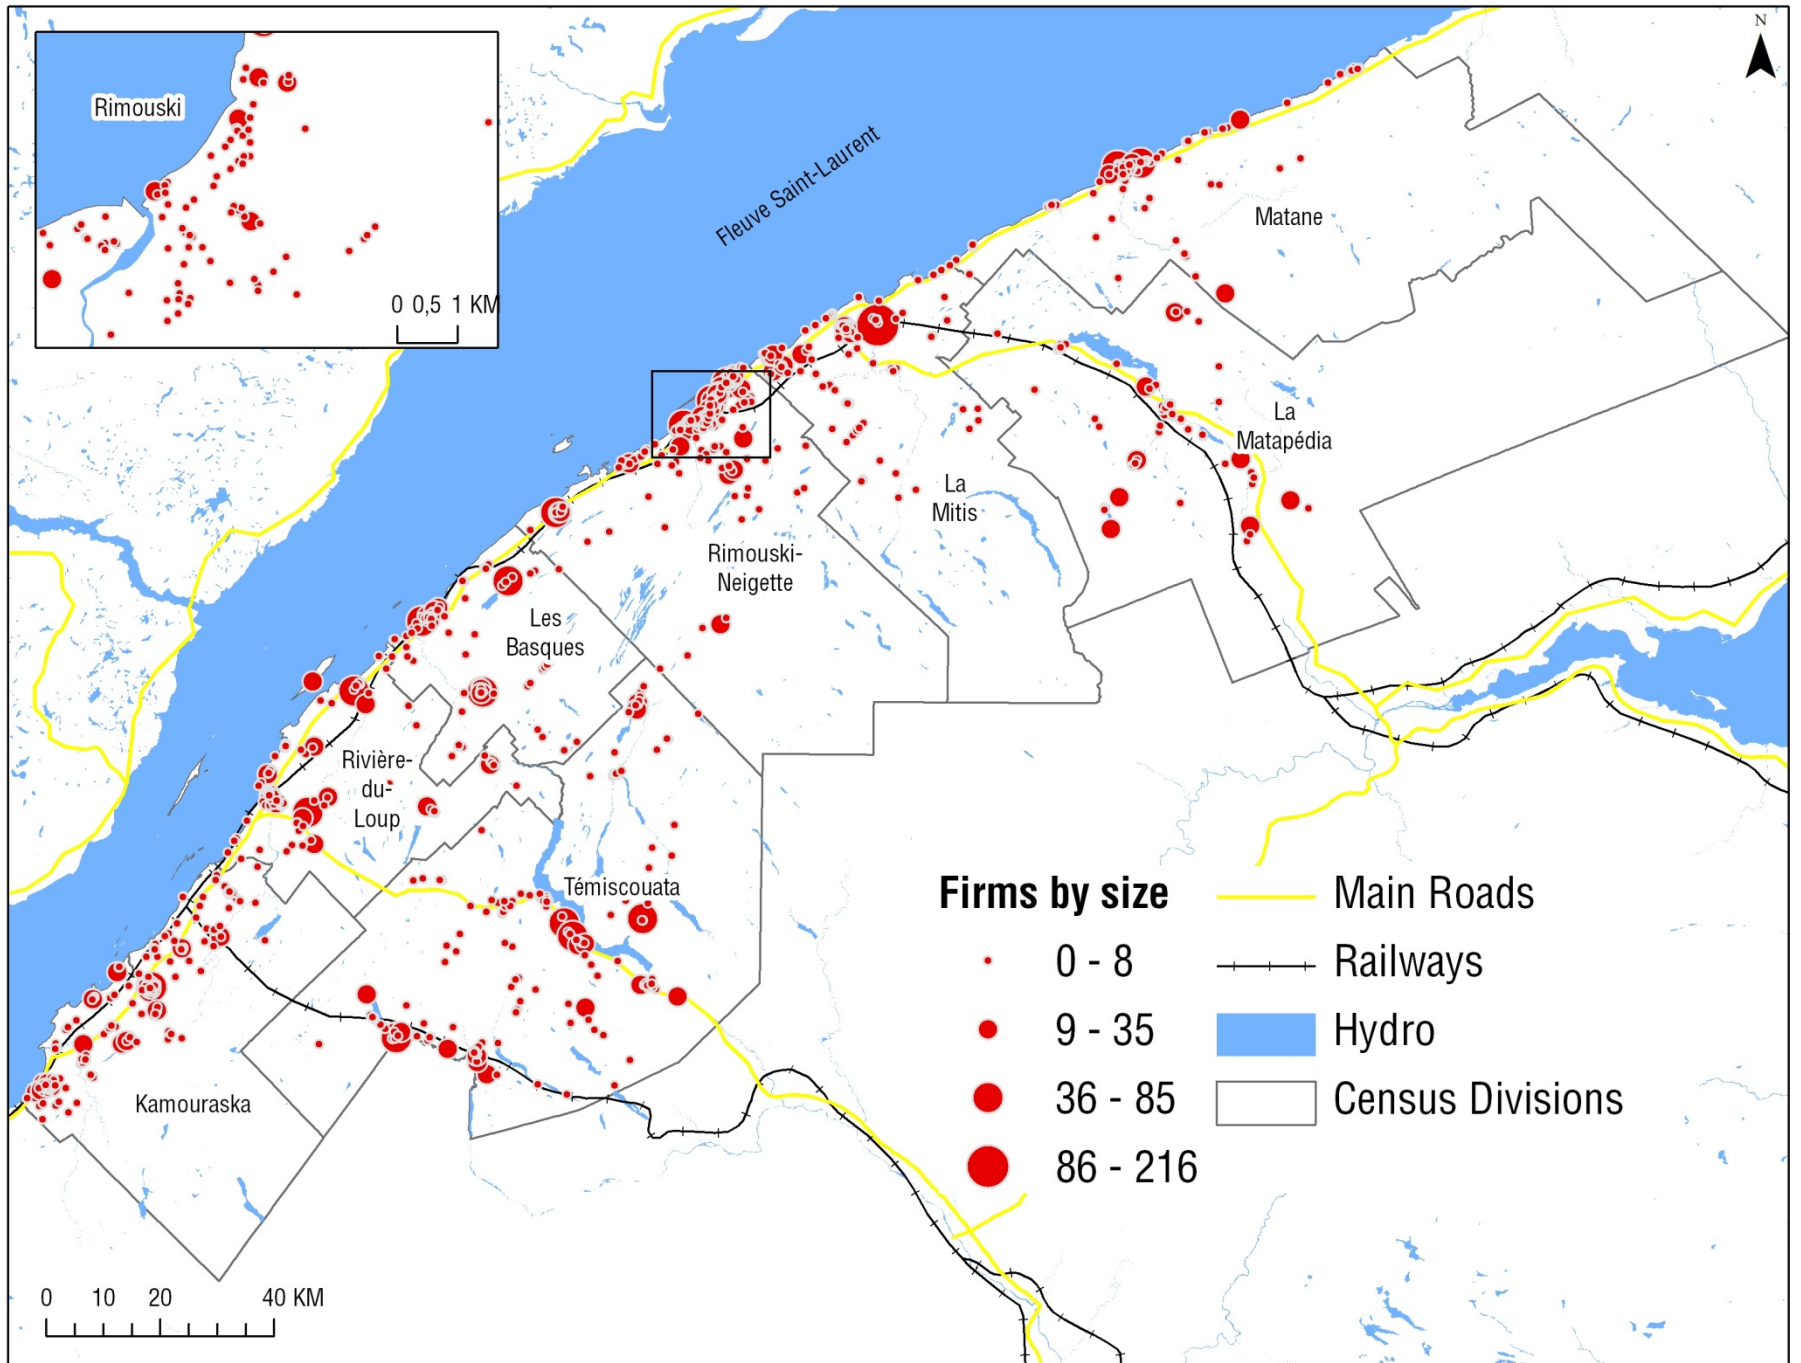 N
Rimouski
0 0,5 1 KM
Fleuve Saint-Laurent
Matane
La
Matapédia
La
Mitis
Rimouski-
Neigette
Les
Basques
Rivière-
du-
Loup
Témiscouata
Kamouraska
Firms by size
0 - 8
9 - 35
36 - 85
86 - 216
Main Roads
Railways
Hydro
Census Divisions
0 10 20 40 KM